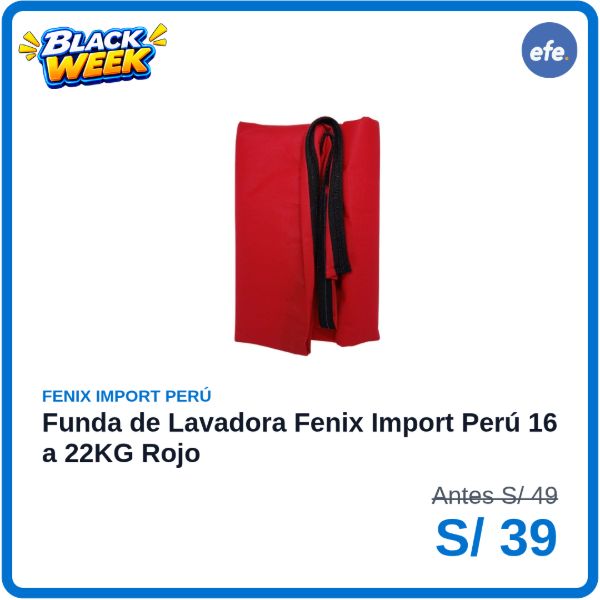 BLACK
WEEK
efe.
FENIX IMPORT PERÚ
Funda de Lavadora Fenix Import Perú 16
a 22KG Rojo
Antes S/ 49
S/ 39